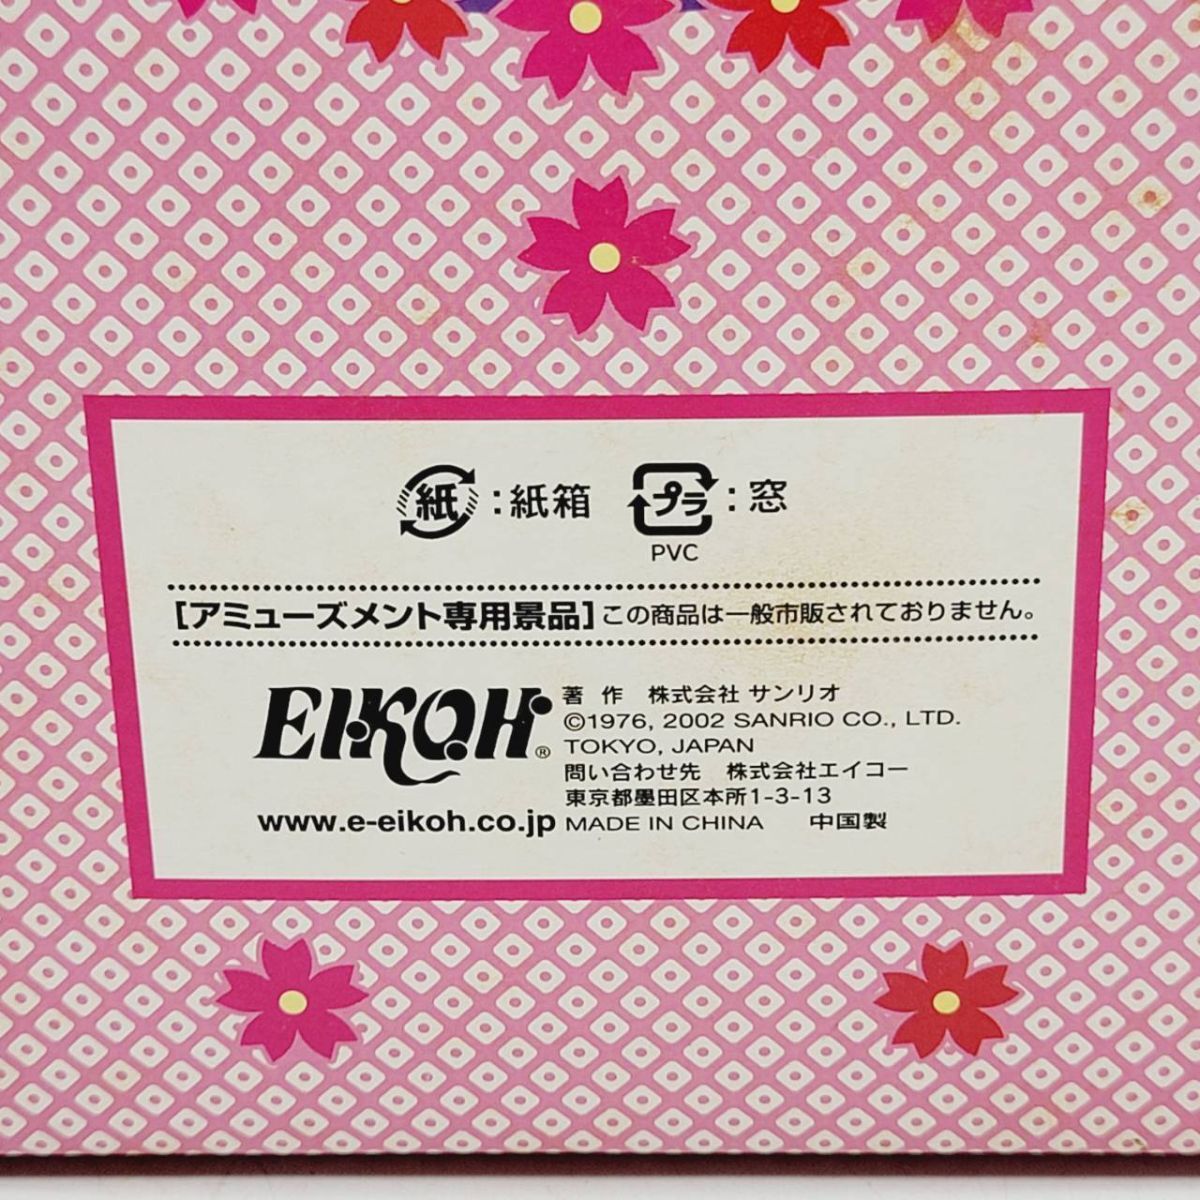 紙 : 紙箱 プラ : 窓
PVC
[アミューズメント専用景品] この商品は一般市販されておりません。
EIKOH®
www.e-eikoh.co.jp
著 作 株式会社 サンリオ
©1976, 2002 SANRIO CO., LTD.
TOKYO, JAPAN
問い合わせ先 株式会社エイコー
東京都墨田区本所1-3-13
MADE IN CHINA 中国製